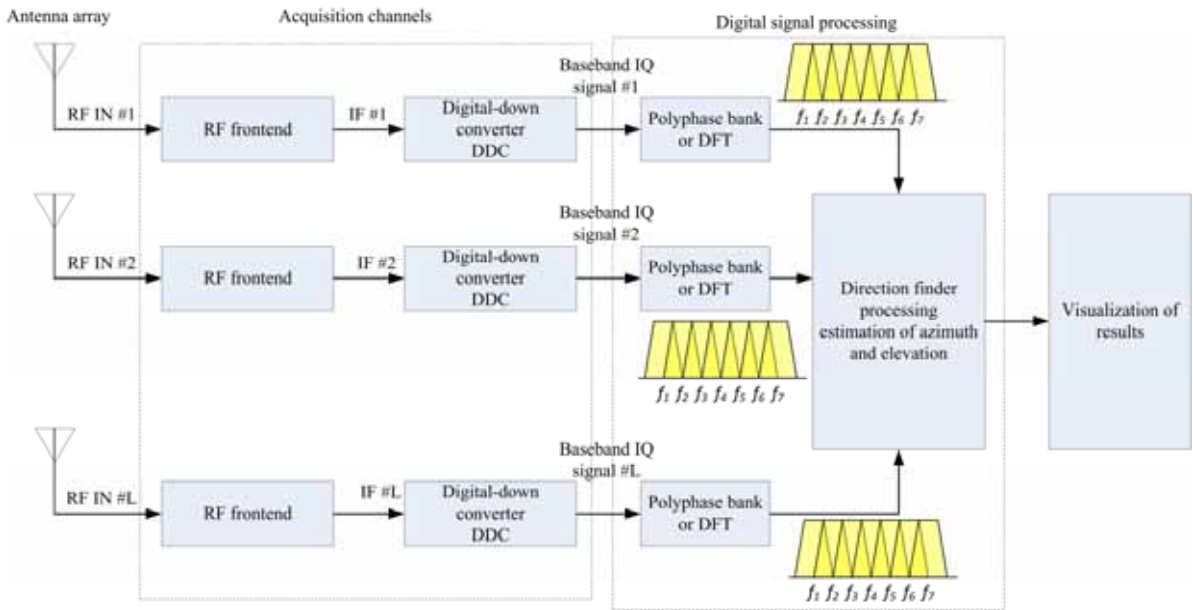 Antenna array
Acquisition channels
Digital signal processing
RF IN #1
RF frontend
IF #1
Digital-down
converter
DDC
Baseband IQ
signal #1
Polyphase bank
or DFT
f1 f2 f3 f4 f5 f6 f7
RF IN #2
RF frontend
IF #2
Digital-down
converter
DDC
Baseband IQ
signal #2
Polyphase bank
or DFT
f1 f2 f3 f4 f5 f6 f7
Direction finder
processing
estimation of azimuth
and elevation
Visualization of
results
RF IN #L
RF frontend
IF #L
Digital-down
converter
DDC
Baseband IQ
signal #L
Polyphase bank
or DFT
f1 f2 f3 f4 f5 f6 f7